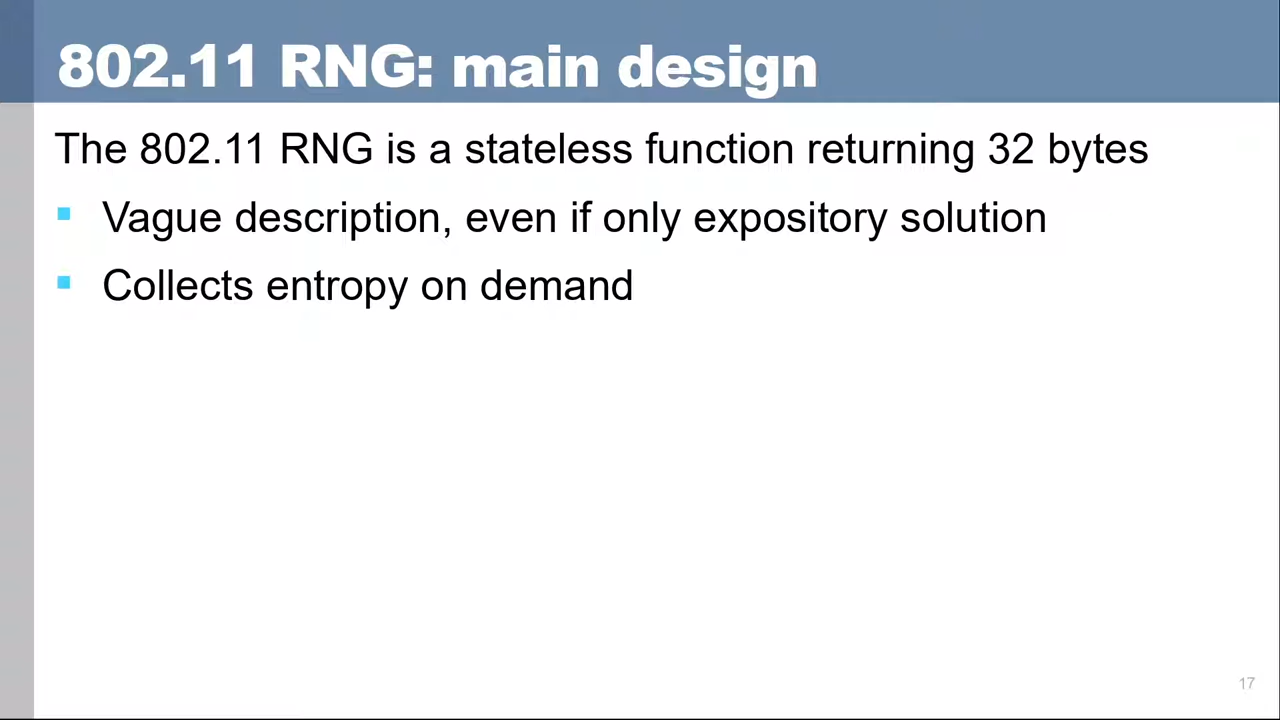 802.11 RNG: main design
The 802.11 RNG is a stateless function returning 32 bytes
Vague description, even if only expository solution
Collects entropy on demand
17